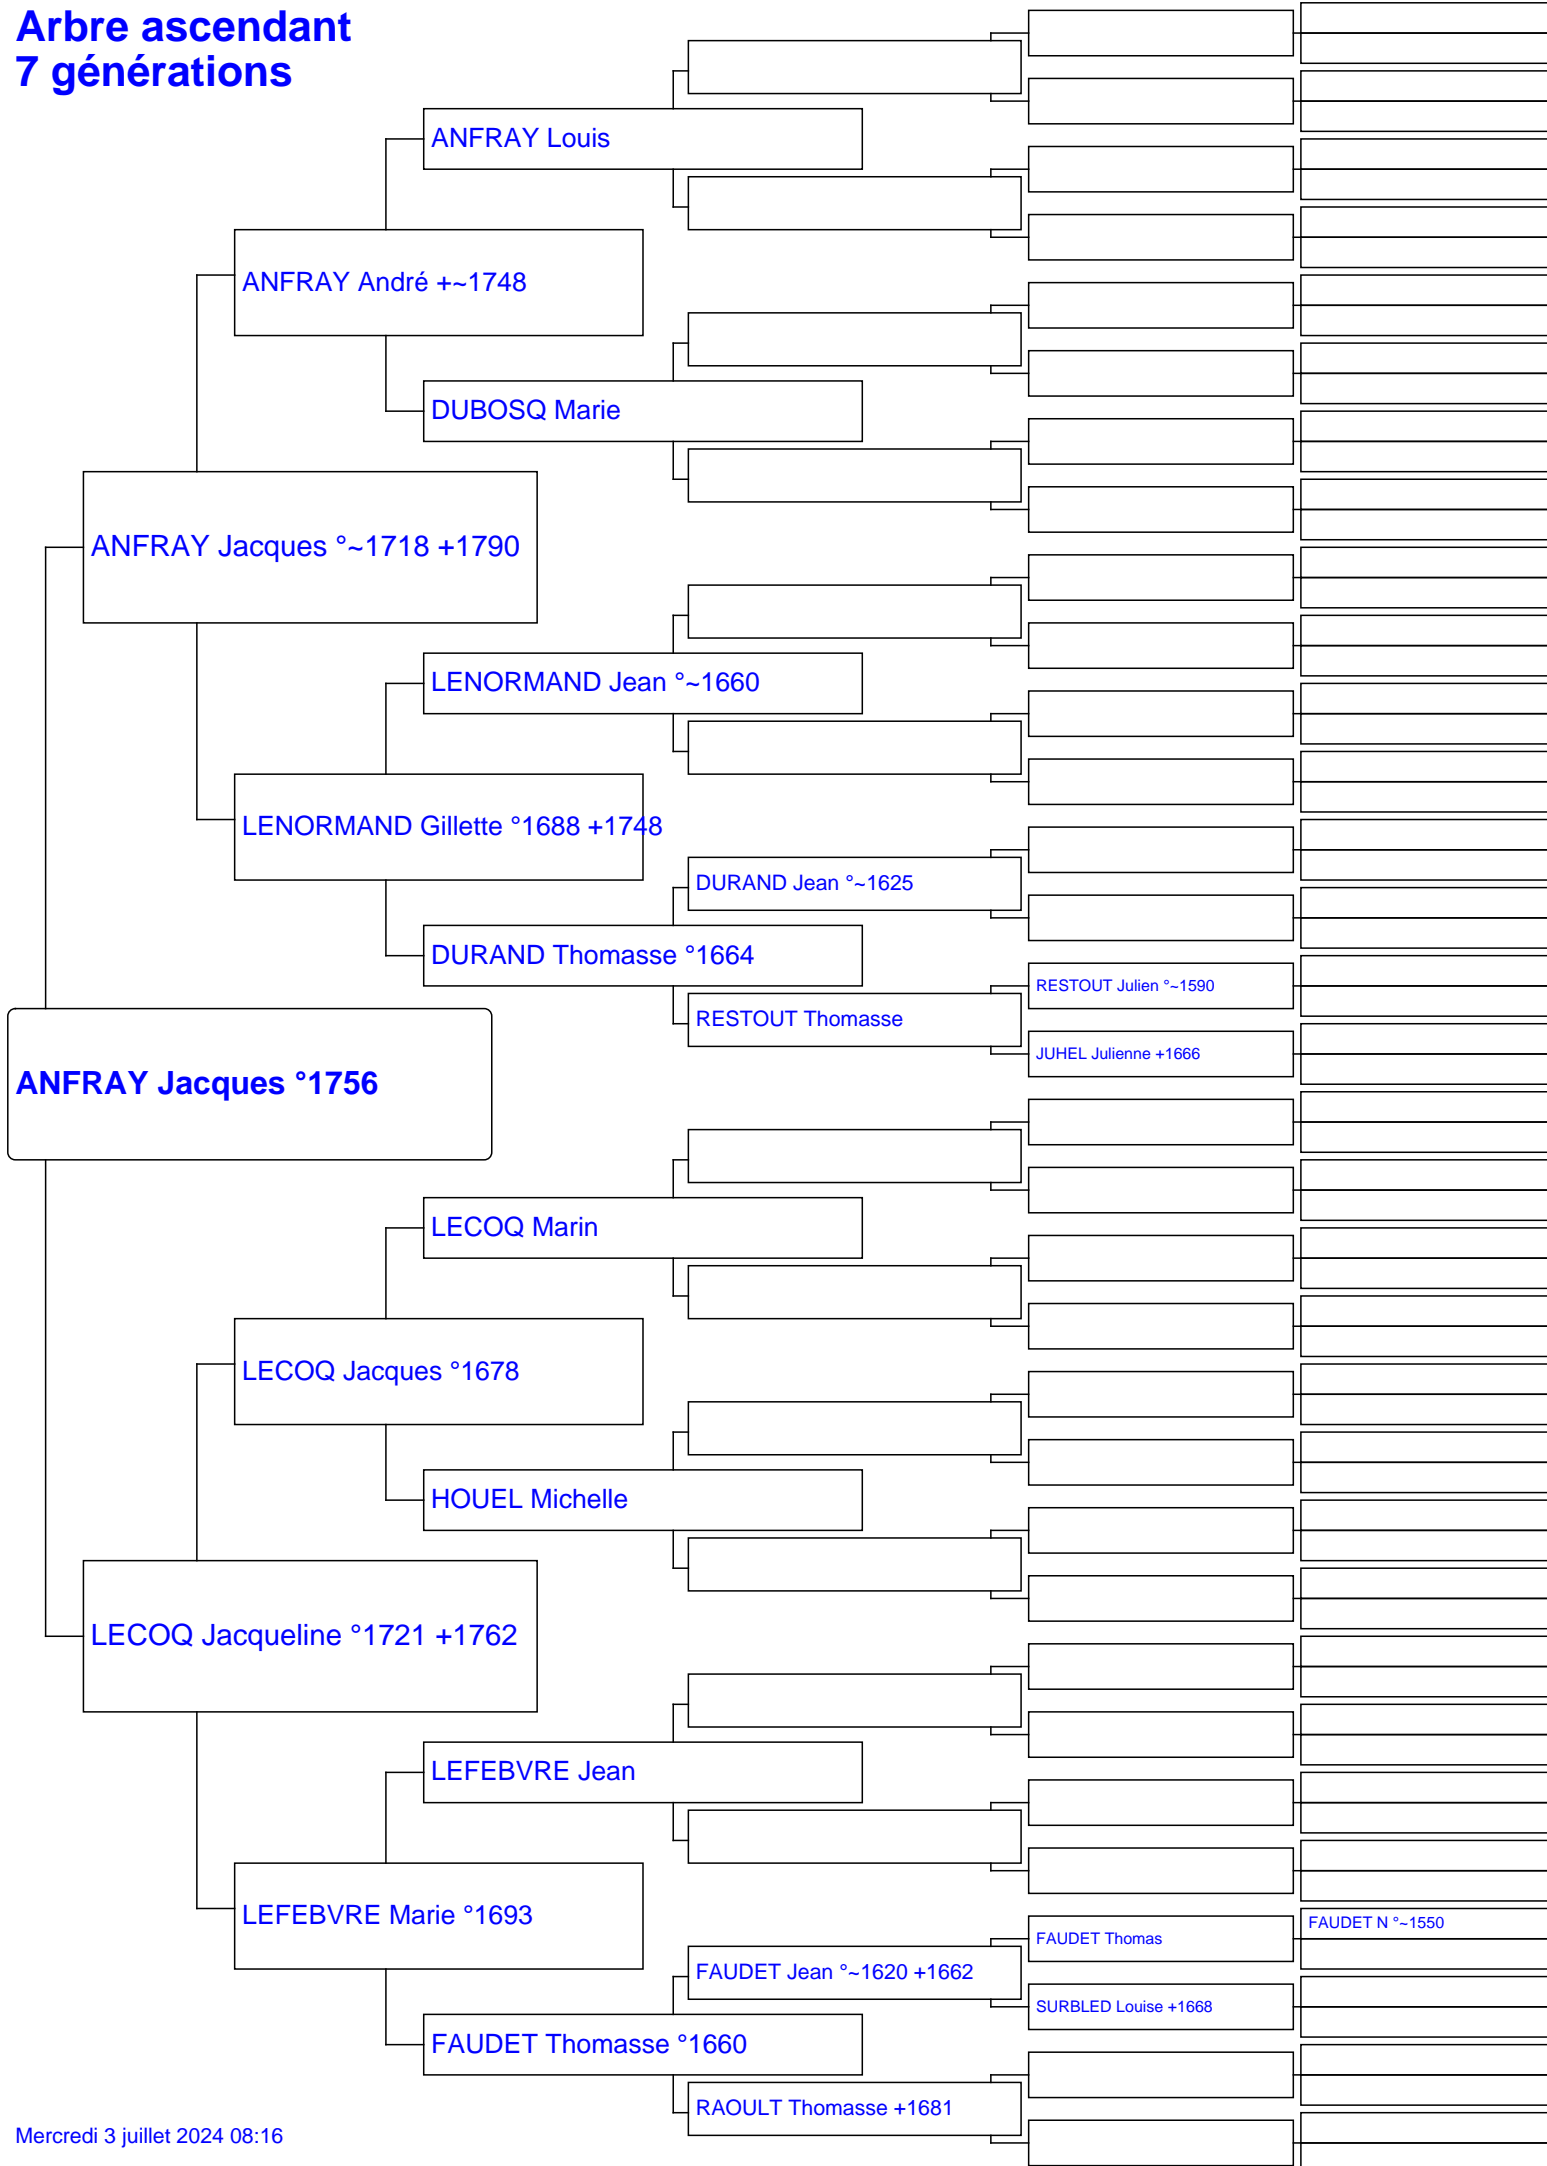 Arbre ascendant
7 générations
ANFRAY Louis
ANFRAY André +~1748
DUBOSQ Marie
ANFRAY Jacques °~1718 +1790
LENORMAND Jean °~1660
LENORMAND Gillette °1688 +1748
DURAND Jean °~1625
DURAND Thomasse °1664
RESTOUT Julien °~1590
RESTOUT Thomasse
JUHEL Julienne +1666
ANFRAY Jacques °1756
LECOQ Marin
LECOQ Jacques °1678
HOUEL Michelle
LECOQ Jacqueline °1721 +1762
LEFEBVRE Jean
LEFEBVRE Marie °1693
FAUDET N °~1550
FAUDET Thomas
FAUDET Jean °~1620 +1662
SURBLED Louise +1668
FAUDET Thomasse °1660
RAOULT Thomasse +1681
Mercredi 3 juillet 2024 08:16